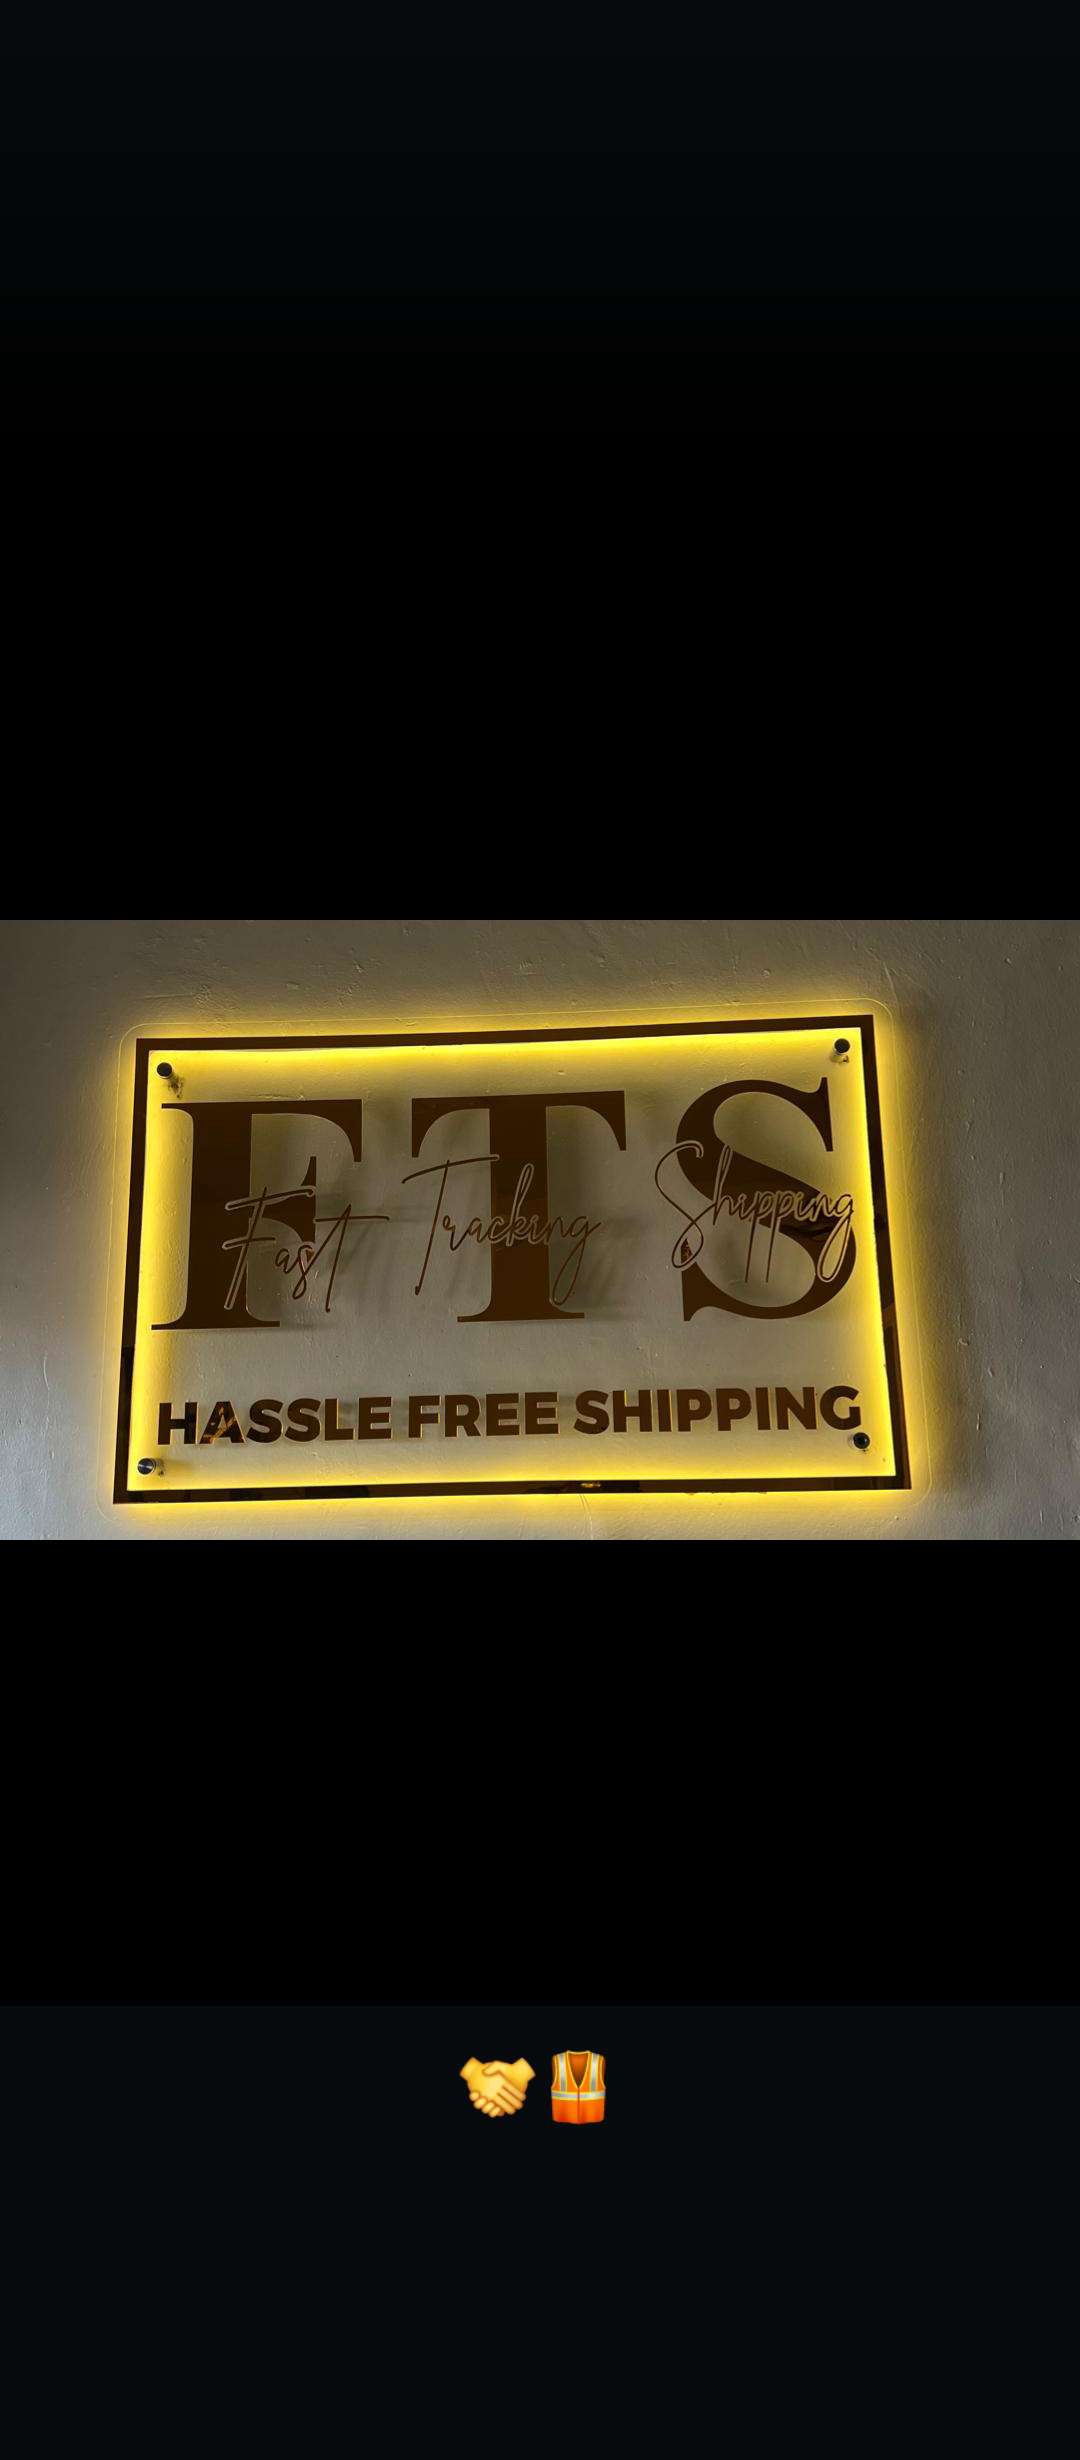 FTS
Fast Tracking Shipping
HASSLE FREE SHIPPING
🤝🦺